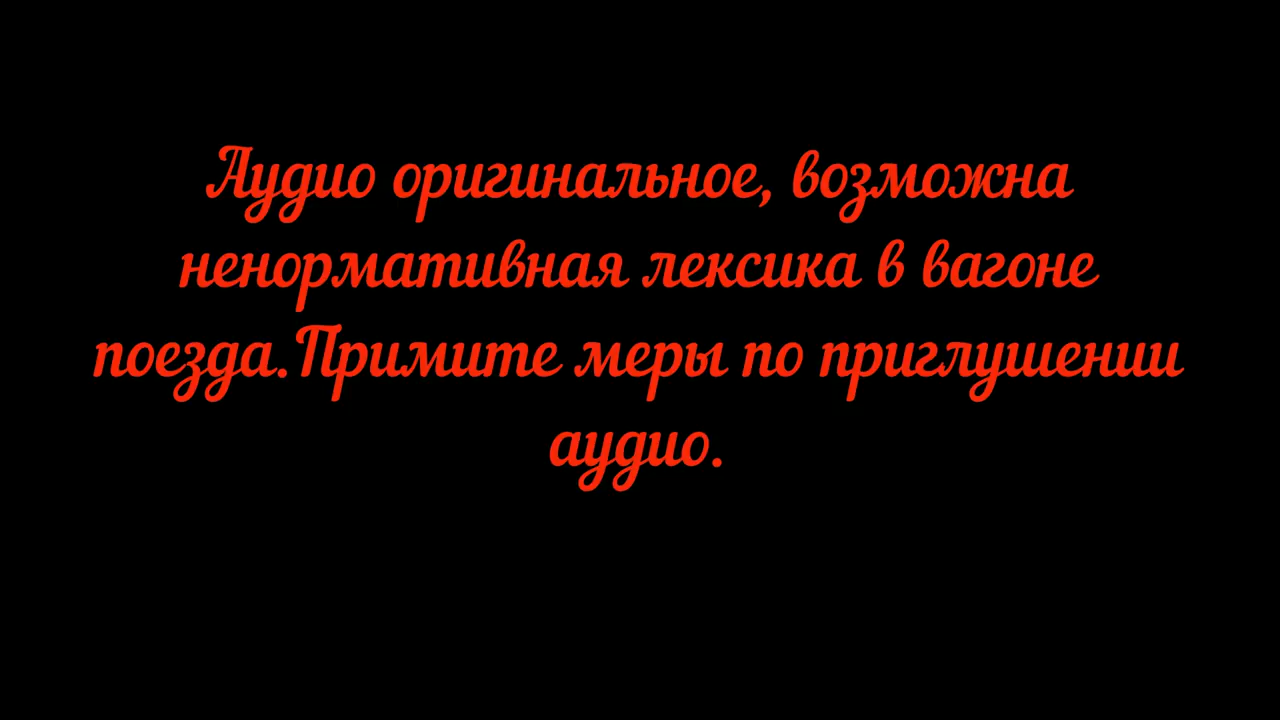 Аудио оригинальное, возможна
ненормативная лексика в вагоне
поезда.Примите меры по приглушении
аудио.